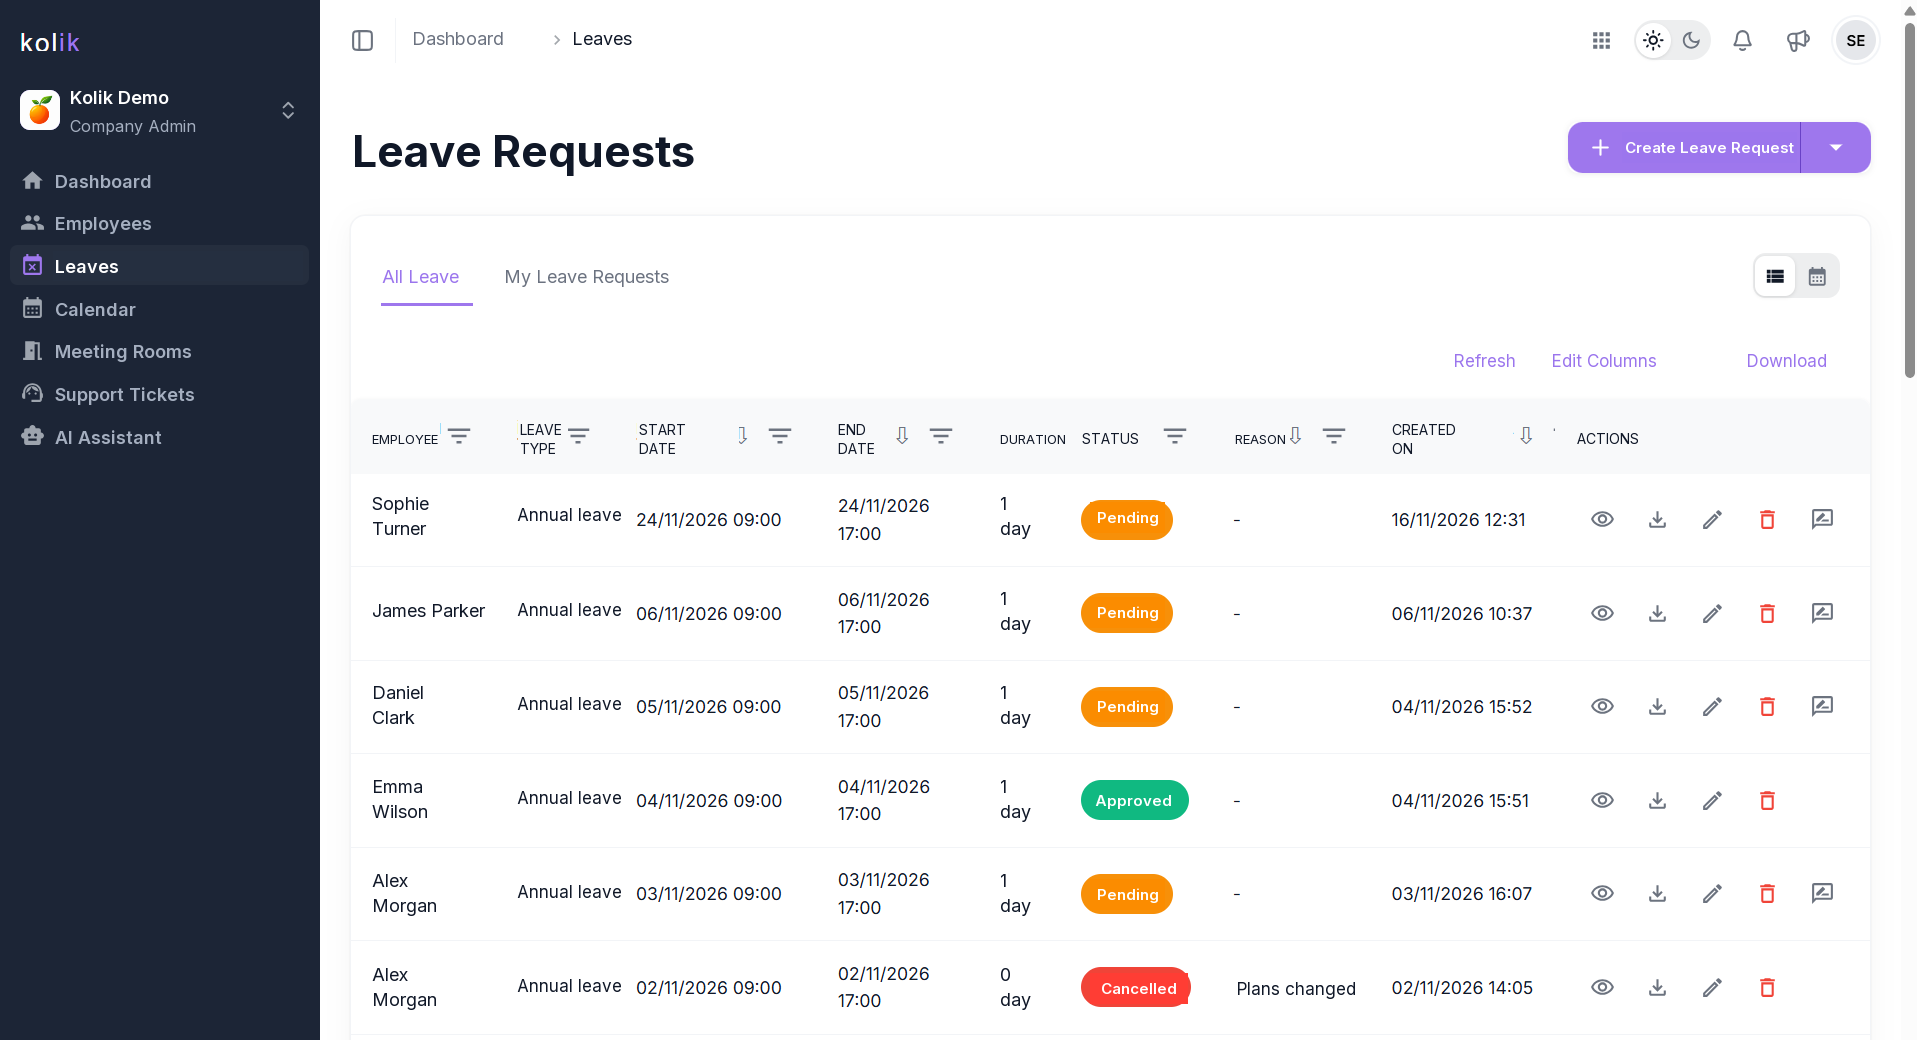 kolik
Kolik Demo
Company Admin
Dashboard
Employees
Leaves
Calendar
Meeting Rooms
Support Tickets
AI Assistant
Dashboard > Leaves
SE
Leave Requests
Create Leave Request
All Leave My Leave Requests
Refresh Edit Columns Download
EMPLOYEE LEAVE TYPE START DATE END DATE DURATION STATUS REASON CREATED ON ACTIONS
Sophie Turner Annual leave 24/11/2026 09:00 24/11/2026 17:00 1 day Pending - 16/11/2026 12:31
James Parker Annual leave 06/11/2026 09:00 06/11/2026 17:00 1 day Pending - 06/11/2026 10:37
Daniel Clark Annual leave 05/11/2026 09:00 05/11/2026 17:00 1 day Pending - 04/11/2026 15:52
Emma Wilson Annual leave 04/11/2026 09:00 04/11/2026 17:00 1 day Approved - 04/11/2026 15:51
Alex Morgan Annual leave 03/11/2026 09:00 03/11/2026 17:00 1 day Pending - 03/11/2026 16:07
Alex Morgan Annual leave 02/11/2026 09:00 02/11/2026 17:00 0 day Cancelled Plans changed 02/11/2026 14:05